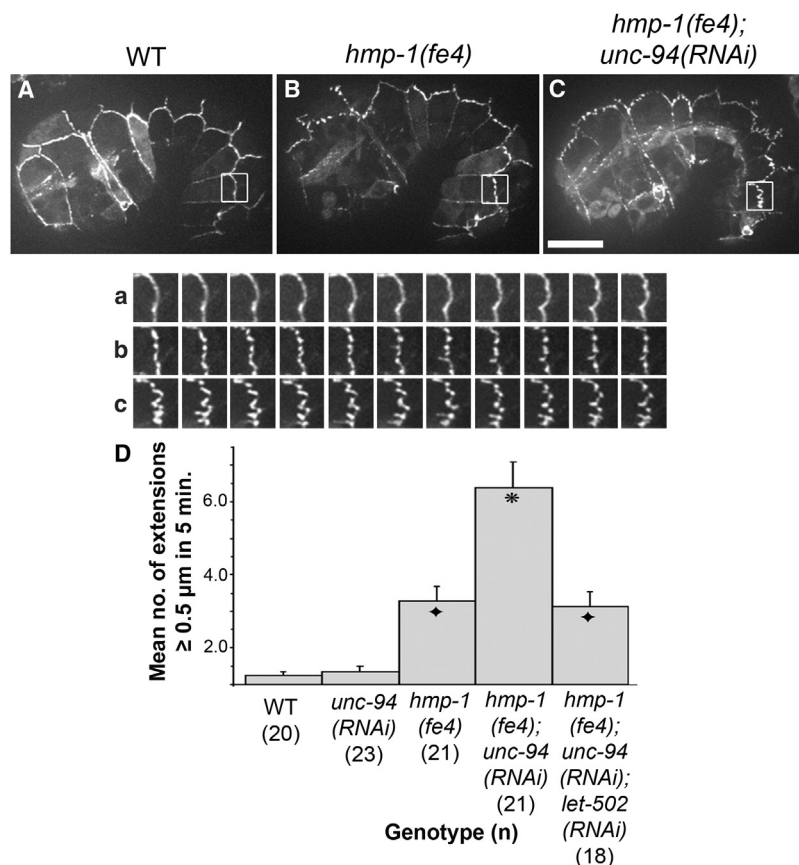 WT
hmp-1(fe4)
hmp-1(fe4);
unc-94(RNAi)
A
B
C
a
b
c
D
Mean no. of extensions
≥ 0.5 µm in 5 min.
6.0
4.0
2.0
*
✦
✦
WT
(20)
unc-94
(RNAi)
(23)
hmp-1
(fe4)
(21)
hmp-1
(fe4);
unc-94
(RNAi)
(21)
hmp-1
(fe4);
unc-94
(RNAi);
let-502
(RNAi)
(18)
Genotype (n)